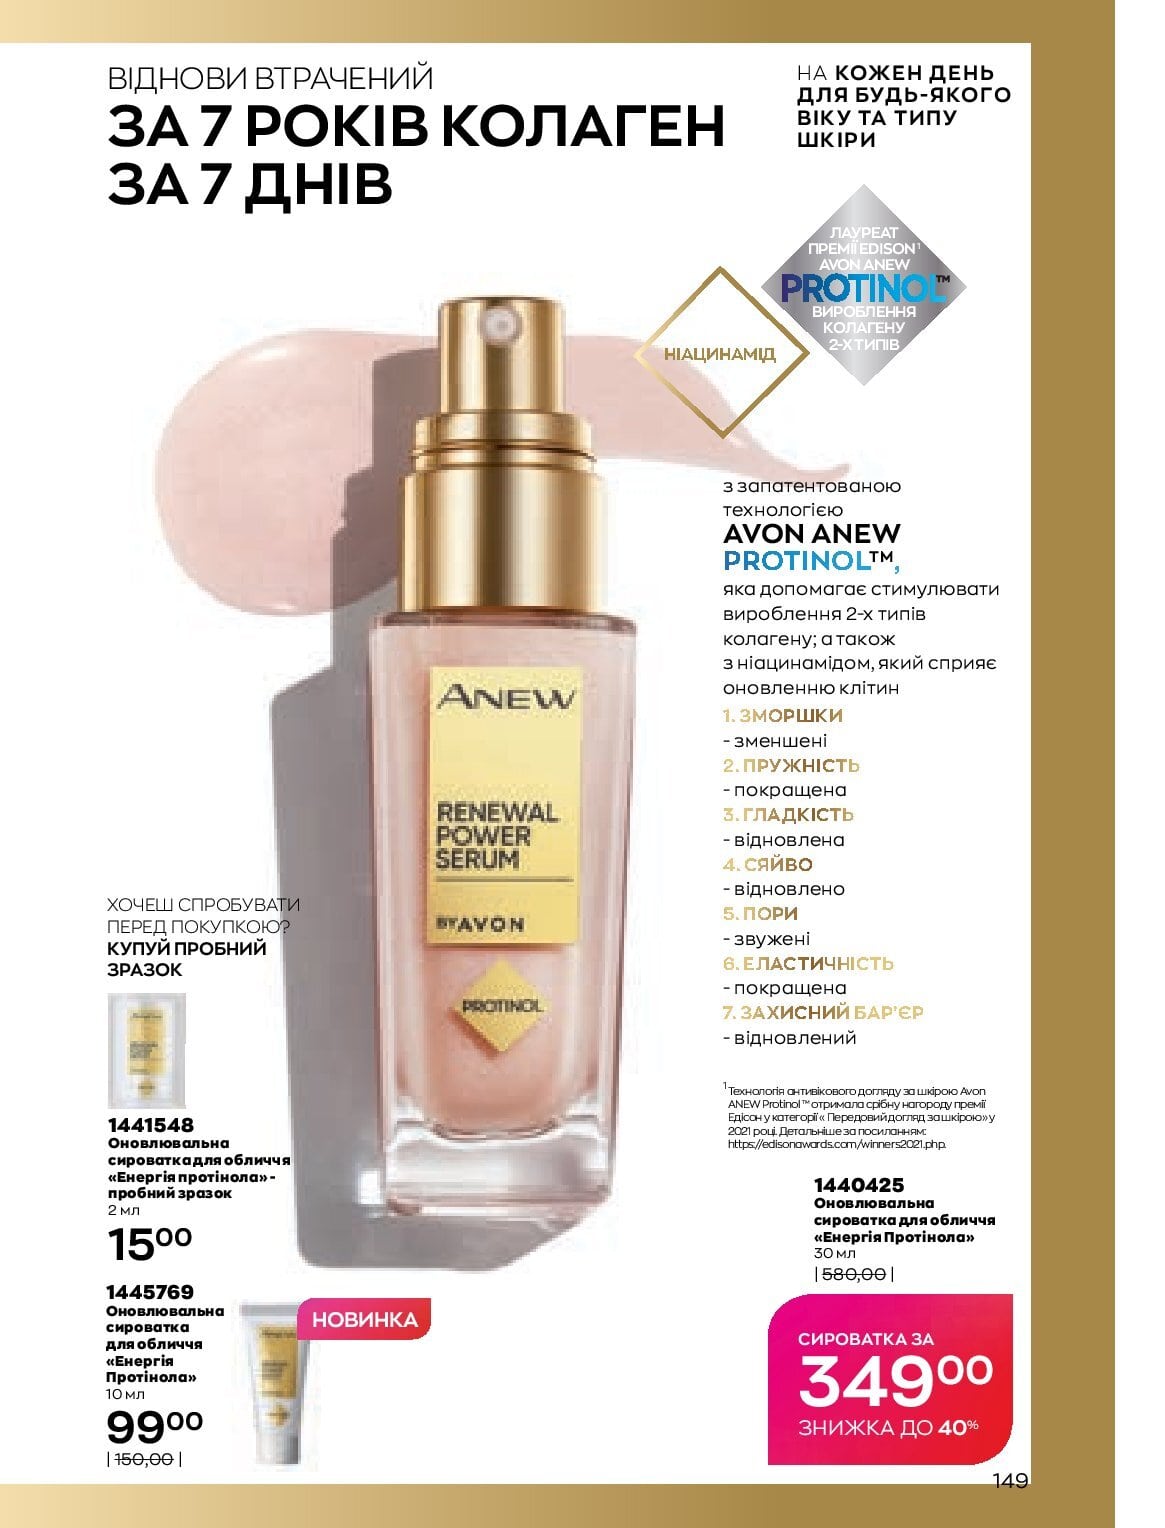 ВІДНОВИ ВТРАЧЕНИЙ
ЗА 7 РОКІВ КОЛАГЕН
ЗА 7 ДНІВ
НА КОЖЕН ДЕНЬ
ДЛЯ БУДЬ-ЯКОГО
ВІКУ ТА ТИПУ
ШКІРИ
ЛАУРЕАТ
ПРЕМІЇ EDISON¹
AVON ANEW
PROTINOL™
ВИРОБЛЕННЯ
КОЛАГЕНУ
2-Х ТИПІВ
НІАЦИНАМІД
з запатентованою
технологією
AVON ANEW
PROTINOL™,
яка допомагає стимулювати
вироблення 2-х типів
колагену; а також
з ніацинамідом, який сприяє
оновленню клітин
1. ЗМОРШКИ
- зменшені
2. ПРУЖНІСТЬ
- покращена
3. ГЛАДКІСТЬ
- відновлена
4. СЯЙВО
- відновлено
5. ПОРИ
- звужені
6. ЕЛАСТИЧНІСТЬ
- покращена
7. ЗАХИСНИЙ БАР'ЄР
- відновлений
ANEW
RENEWAL
POWER
SERUM
BY AVON
PROTINOL
ХОЧЕШ СПРОБУВАТИ
ПЕРЕД ПОКУПКОЮ?
КУПУЙ ПРОБНИЙ
ЗРАЗОК
1441548
Оновлювальна
сироватка для обличчя
«Енергія протінола» -
пробний зразок
2 мл
15⁰⁰
1445769
Оновлювальна
сироватка
для обличчя
«Енергія
Протінола»
10 мл
99⁰⁰
| 150,00 |
НОВИНКА
¹ Технологія антивікового догляду за шкірою Avon
ANEW Protinol ™ отримала срібну нагороду премії
Едісон у категорії « Передовий догляд за шкірою» у
2021 році. Детальніше за посиланням:
https://edisonawards.com/winners2021.php.
1440425
Оновлювальна
сироватка для обличчя
«Енергія Протінола»
30 мл
| 580,00 |
СИРОВАТКА ЗА
349⁰⁰
ЗНИЖКА ДО 40%
149